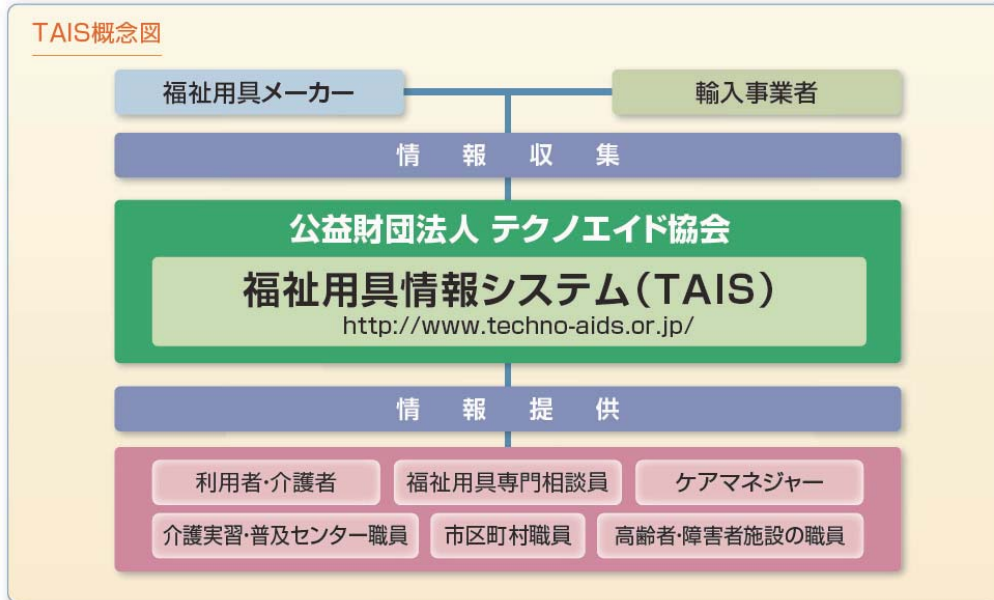 TAIS概念図
福祉用具メーカー
輸入事業者
情報収集
公益財団法人 テクノエイド協会
福祉用具情報システム(TAIS)
http://www.techno-aids.or.jp/
情報提供
利用者・介護者
福祉用具専門相談員
ケアマネジャー
介護実習・普及センター職員
市区町村職員
高齢者・障害者施設の職員